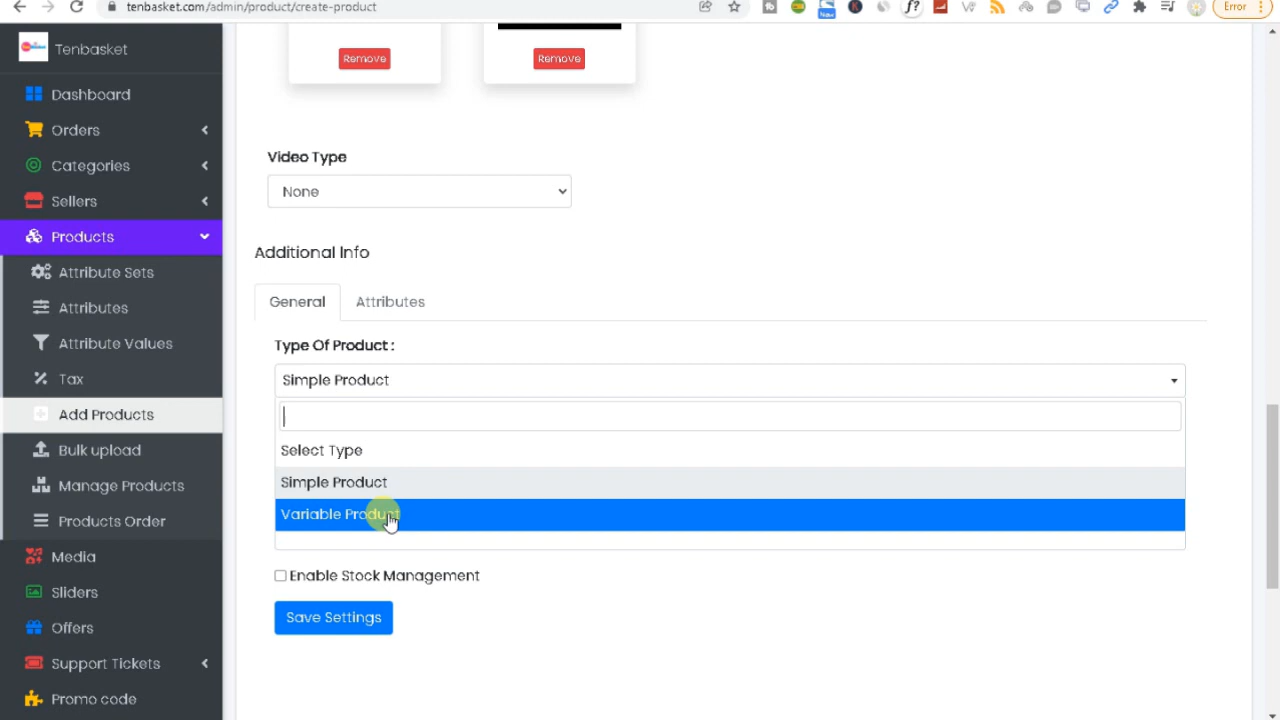 tenbasket.com/admin/product/create-product
Error
Tenbasket
Dashboard
Orders
Categories
Sellers
Products
Attribute Sets
Attributes
Attribute Values
Tax
Add Products
Bulk upload
Manage Products
Products Order
Media
Sliders
Offers
Support Tickets
Promo code
Remove
Remove
Video Type
None
Additional Info
General
Attributes
Type Of Product :
Simple Product
Select Type
Simple Product
Variable Product
Enable Stock Management
Save Settings